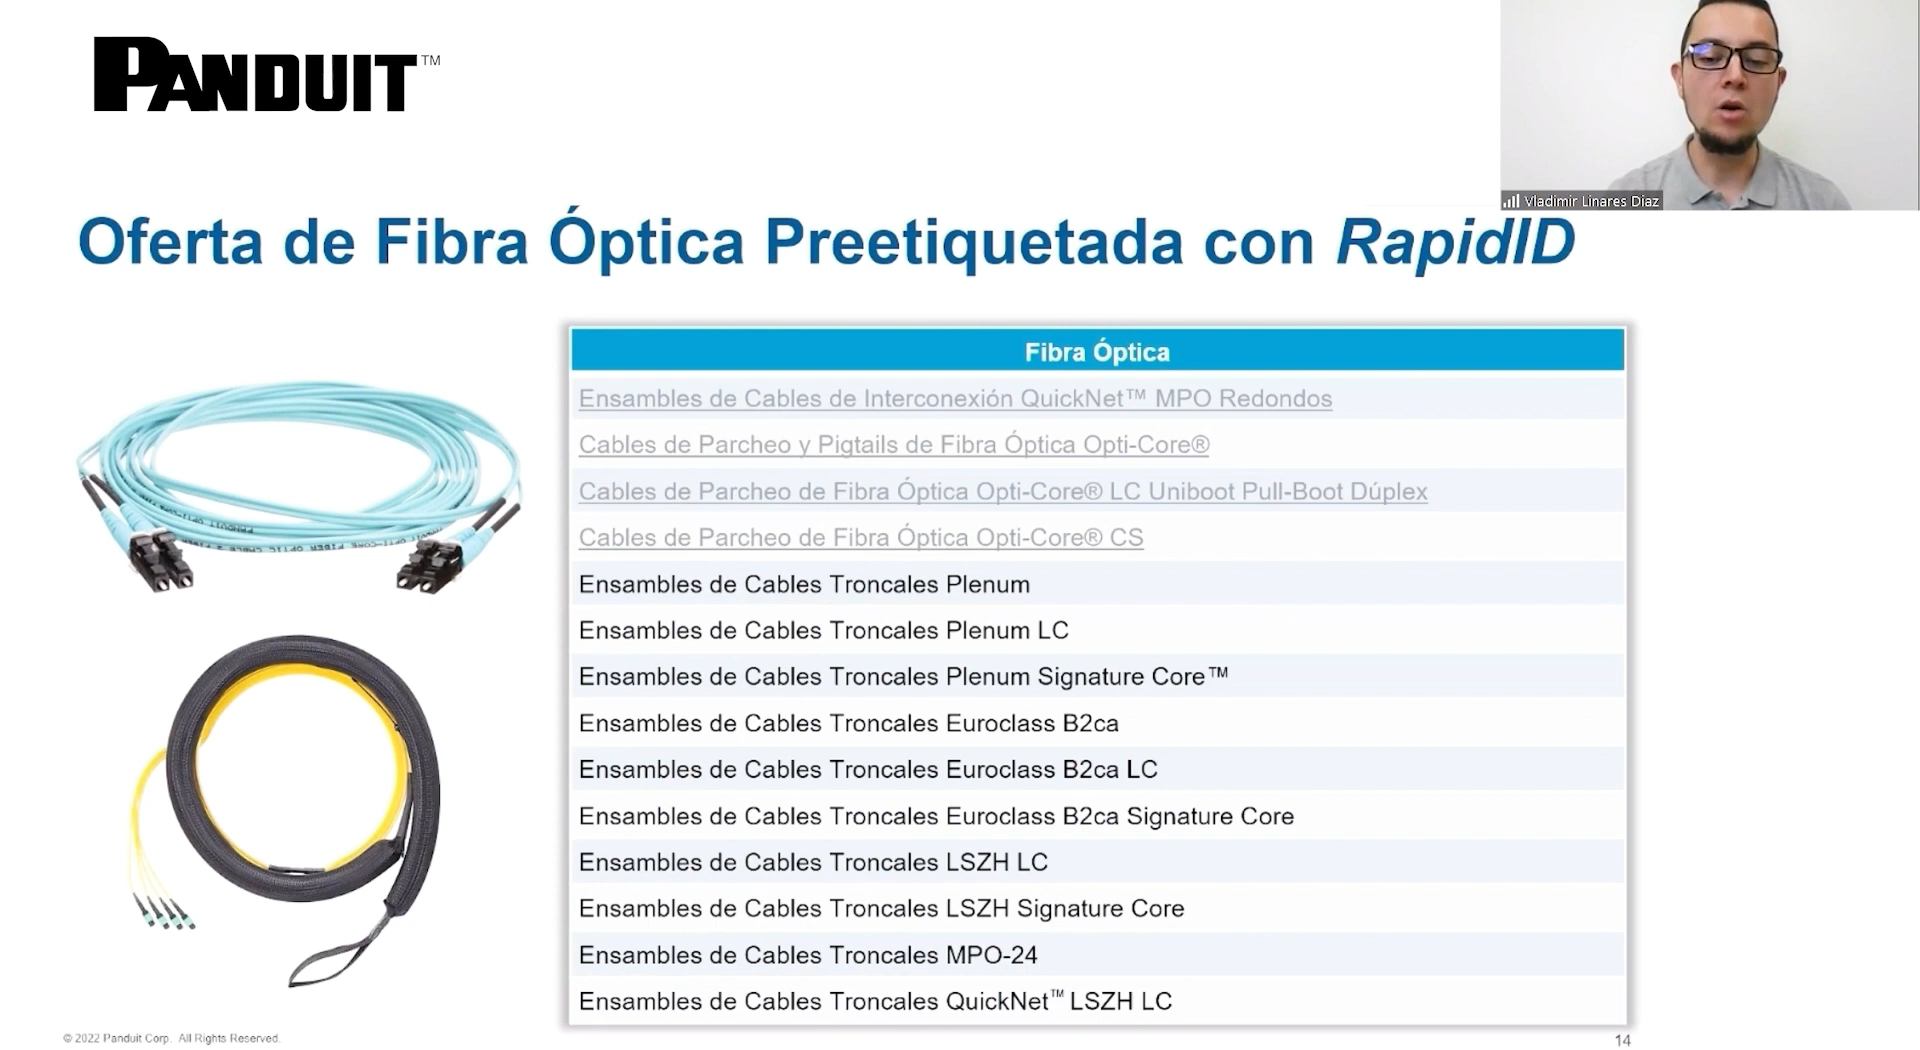 PANDUIT™
Vladimir Linares Diaz
Oferta de Fibra Óptica Preetiquetada con RapidID
Fibra Óptica
Ensambles de Cables de Interconexión QuickNet™ MPO Redondos
Cables de Parcheo y Pigtails de Fibra Óptica Opti-Core®
Cables de Parcheo de Fibra Óptica Opti-Core® LC Uniboot Pull-Boot Dúplex
Cables de Parcheo de Fibra Óptica Opti-Core® CS
Ensambles de Cables Troncales Plenum
Ensambles de Cables Troncales Plenum LC
Ensambles de Cables Troncales Plenum Signature Core™
Ensambles de Cables Troncales Euroclass B2ca
Ensambles de Cables Troncales Euroclass B2ca LC
Ensambles de Cables Troncales Euroclass B2ca Signature Core
Ensambles de Cables Troncales LSZH LC
Ensambles de Cables Troncales LSZH Signature Core
Ensambles de Cables Troncales MPO-24
Ensambles de Cables Troncales QuickNet™ LSZH LC
© 2022 Panduit Corp. All Rights Reserved.
14